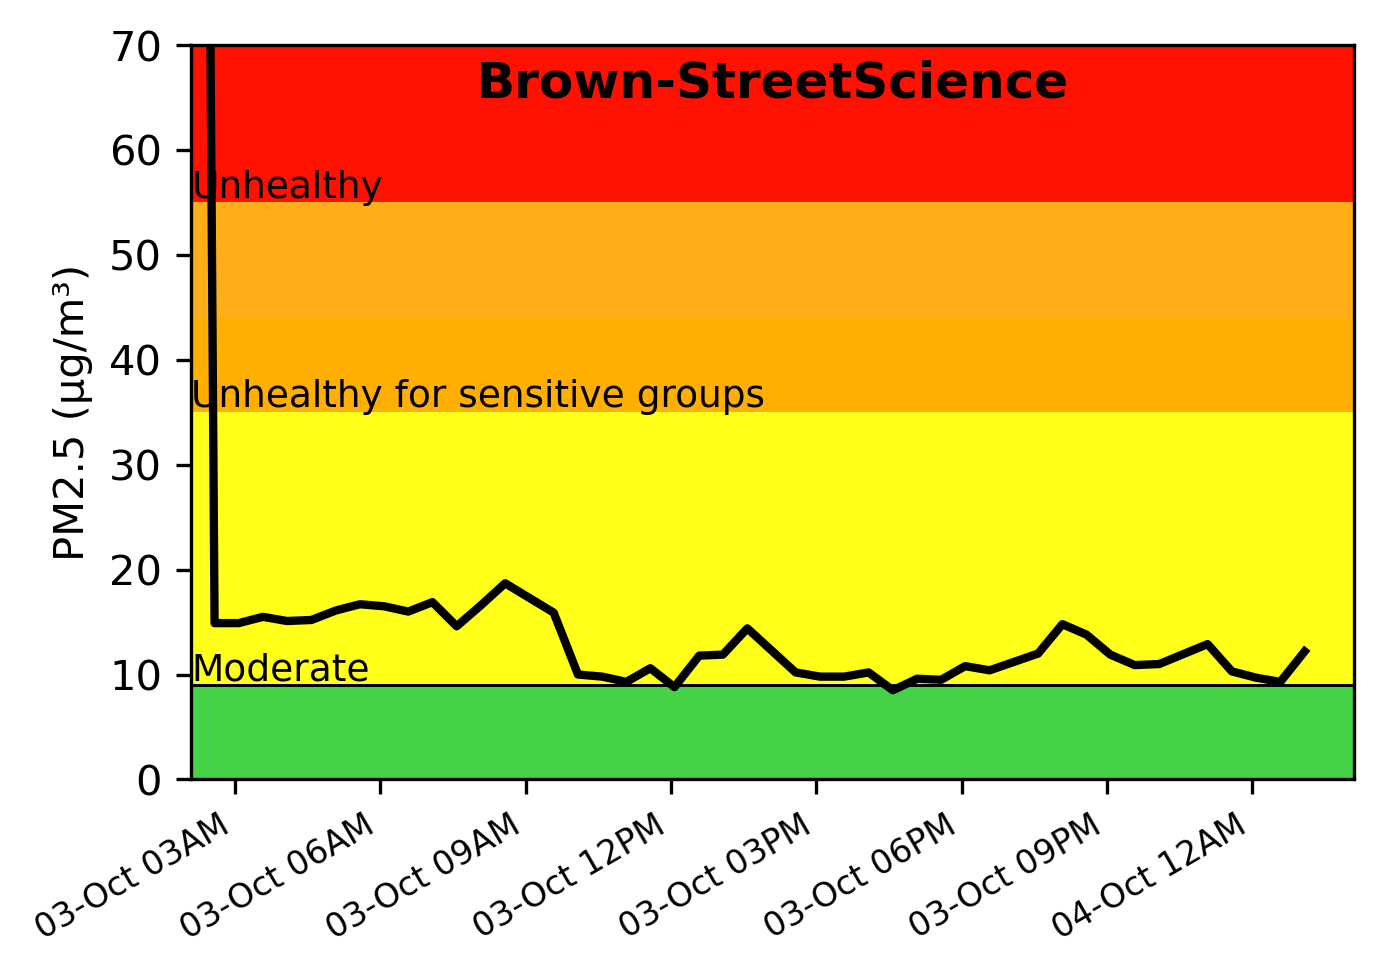 Brown-StreetScience
70
60
50
40
30
20
10
0
PM2.5 (μg/m³)
Unhealthy
Unhealthy for sensitive groups
Moderate
03-Oct 03AM
03-Oct 06AM
03-Oct 09AM
03-Oct 12PM
03-Oct 03PM
03-Oct 06PM
03-Oct 09PM
04-Oct 12AM